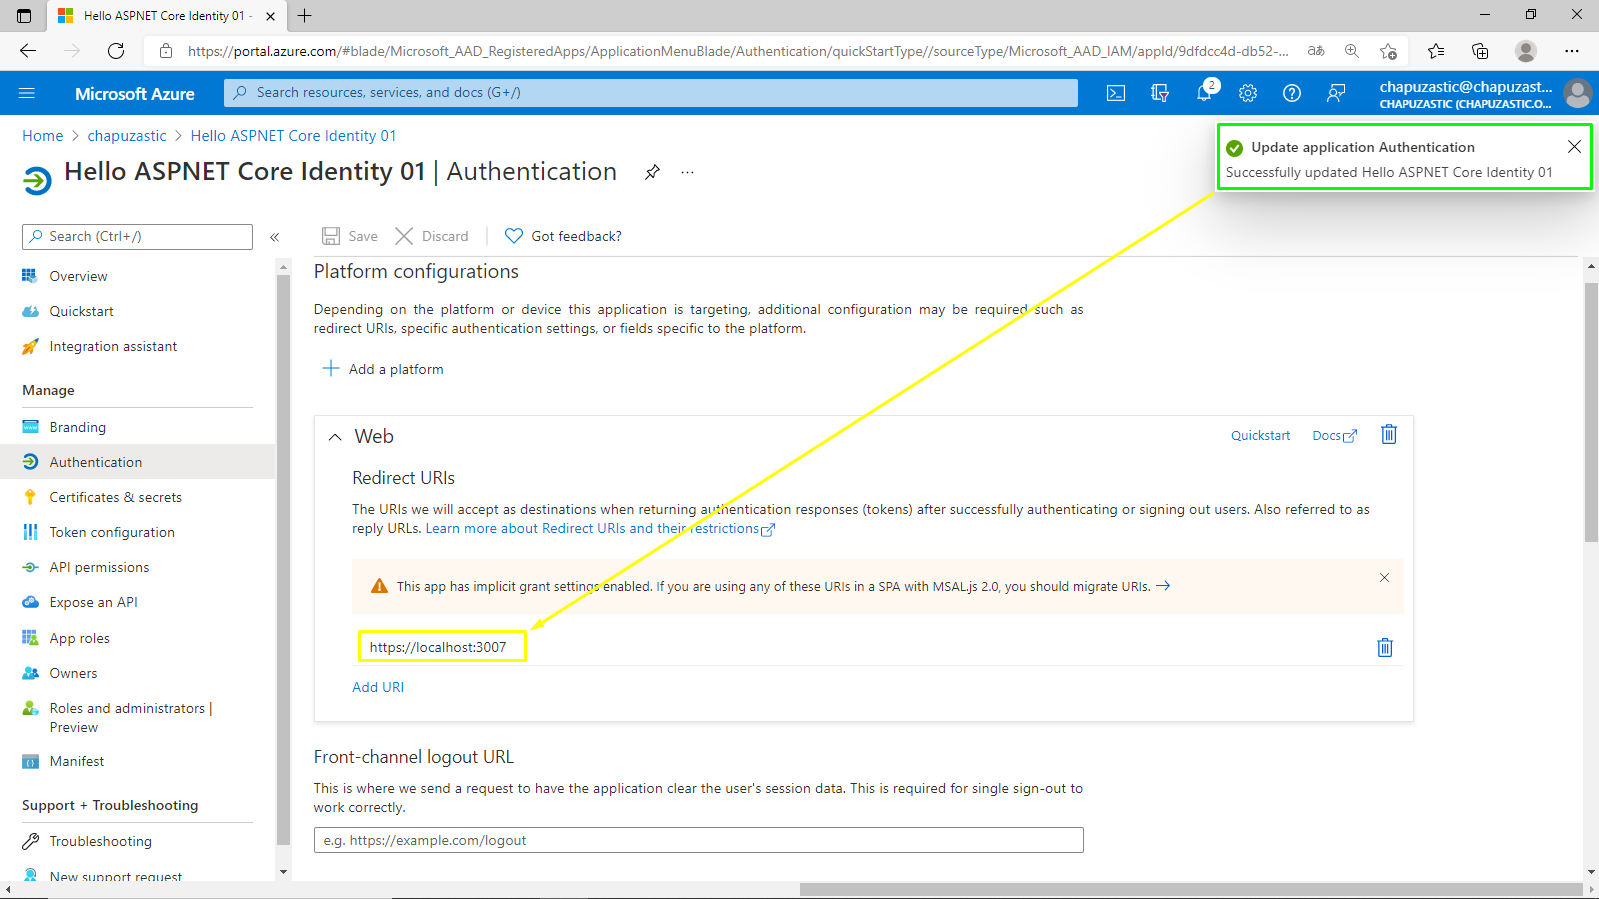 Hello ASPNET Core Identity 01 -
https://portal.azure.com/#blade/Microsoft_AAD_RegisteredApps/ApplicationMenuBlade/Authentication/quickStartType//sourceType/Microsoft_AAD_IAM/appId/9dfdcc4d-db52-...
Microsoft Azure
Search resources, services, and docs (G+/)
2
chapuzastic@chapuzast...
CHAPUZASTIC (CHAPUZASTIC.O...
Home > chapuzastic > Hello ASPNET Core Identity 01
Hello ASPNET Core Identity 01 | Authentication
Update application Authentication
Successfully updated Hello ASPNET Core Identity 01
Search (Ctrl+/)
Overview
Quickstart
Integration assistant
Manage
Branding
Authentication
Certificates & secrets
Token configuration
API permissions
Expose an API
App roles
Owners
Roles and administrators |
Preview
Manifest
Support + Troubleshooting
Troubleshooting
New support request
Save
Discard
Got feedback?
Platform configurations
Depending on the platform or device this application is targeting, additional configuration may be required such as
redirect URIs, specific authentication settings, or fields specific to the platform.
Add a platform
Web
Quickstart
Docs
Redirect URIs
The URIs we will accept as destinations when returning authentication responses (tokens) after successfully authenticating or signing out users. Also referred to as
reply URLs. Learn more about Redirect URIs and their restrictions
This app has implicit grant settings enabled. If you are using any of these URIs in a SPA with MSAL.js 2.0, you should migrate URIs.
https://localhost:3007
Add URI
Front-channel logout URL
This is where we send a request to have the application clear the user's session data. This is required for single sign-out to
work correctly.
e.g. https://example.com/logout